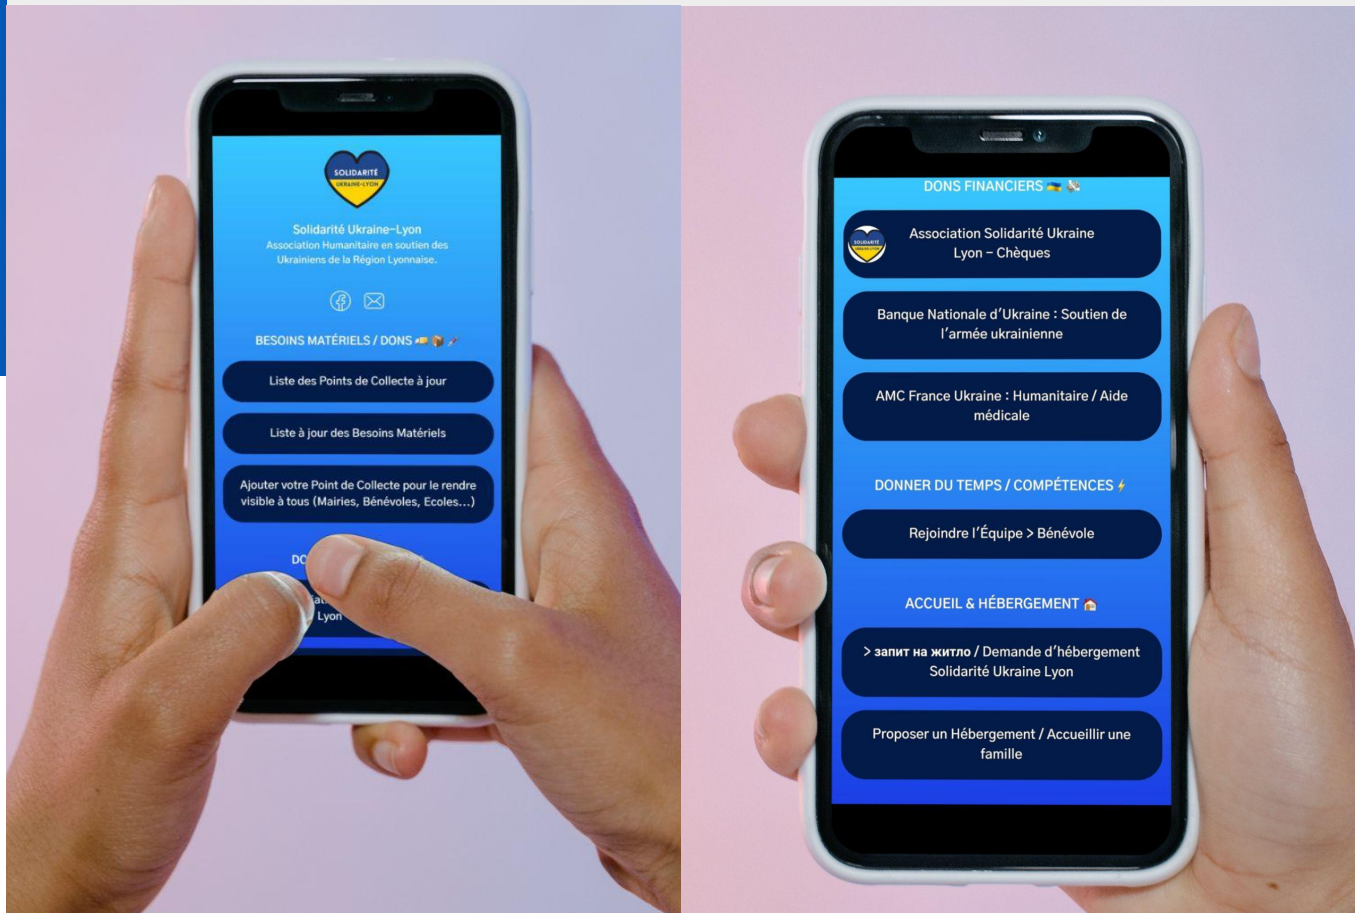 SOLIDARITÉ
UKRAINE-LYON
Solidarité Ukraine-Lyon
Association Humanitaire en soutien des
Ukrainiens de la Région Lyonnaise.
BESOINS MATÉRIELS / DONS
Liste des Points de Collecte à jour
Liste à jour des Besoins Matériels
Ajouter votre Point de Collecte pour le rendre
visible à tous (Mairies, Bénévoles, Ecoles...)
Lyon
DONS FINANCIERS
SOLIDARITÉ
UKRAINE-LYON
Association Solidarité Ukraine
Lyon – Chèques
Banque Nationale d'Ukraine : Soutien de
l'armée ukrainienne
AMC France Ukraine : Humanitaire / Aide
médicale
DONNER DU TEMPS / COMPÉTENCES
Rejoindre l'Équipe > Bénévole
ACCUEIL & HÉBERGEMENT
> запит на житло / Demande d'hébergement
Solidarité Ukraine Lyon
Proposer un Hébergement / Accueillir une
famille